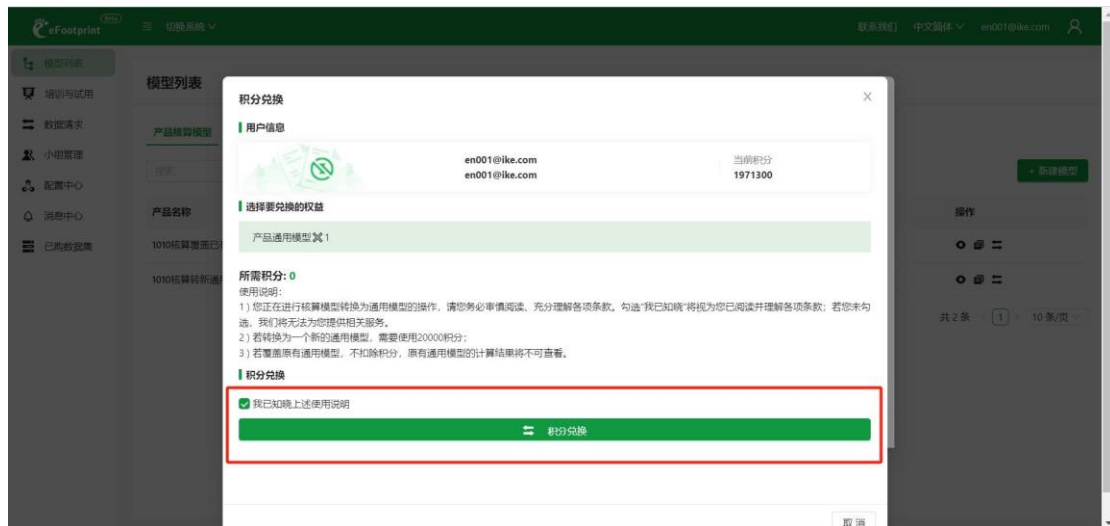 eFootprint
Beta
切换系统
联系我们
中文简体
en001@ike.com
模型列表
培训与试用
数据请求
小组管理
配置中心
消息中心
已购数据集
模型列表
产品核算模型
搜索
+ 新建模型
产品名称
操作
1010核算覆盖已
1010核算转新通
共 2 条
1
10 条/页
积分兑换
用户信息
en001@ike.com
en001@ike.com
当前积分
1971300
选择要兑换的权益
产品通用模型 1
所需积分: 0
使用说明:
1) 您正在进行核算模型转换为通用模型的操作，请您务必审慎阅读、充分理解各项条款。勾选“我已知晓”将视为您已阅读并理解各项条款；若您未勾
选，我们将无法为您提供相关服务。
2) 若转换为一个新的通用模型，需要使用20000积分；
3) 若覆盖原有通用模型，不扣除积分，原有通用模型的计算结果将不可查看。
积分兑换
我已知晓上述使用说明
积分兑换
取 消